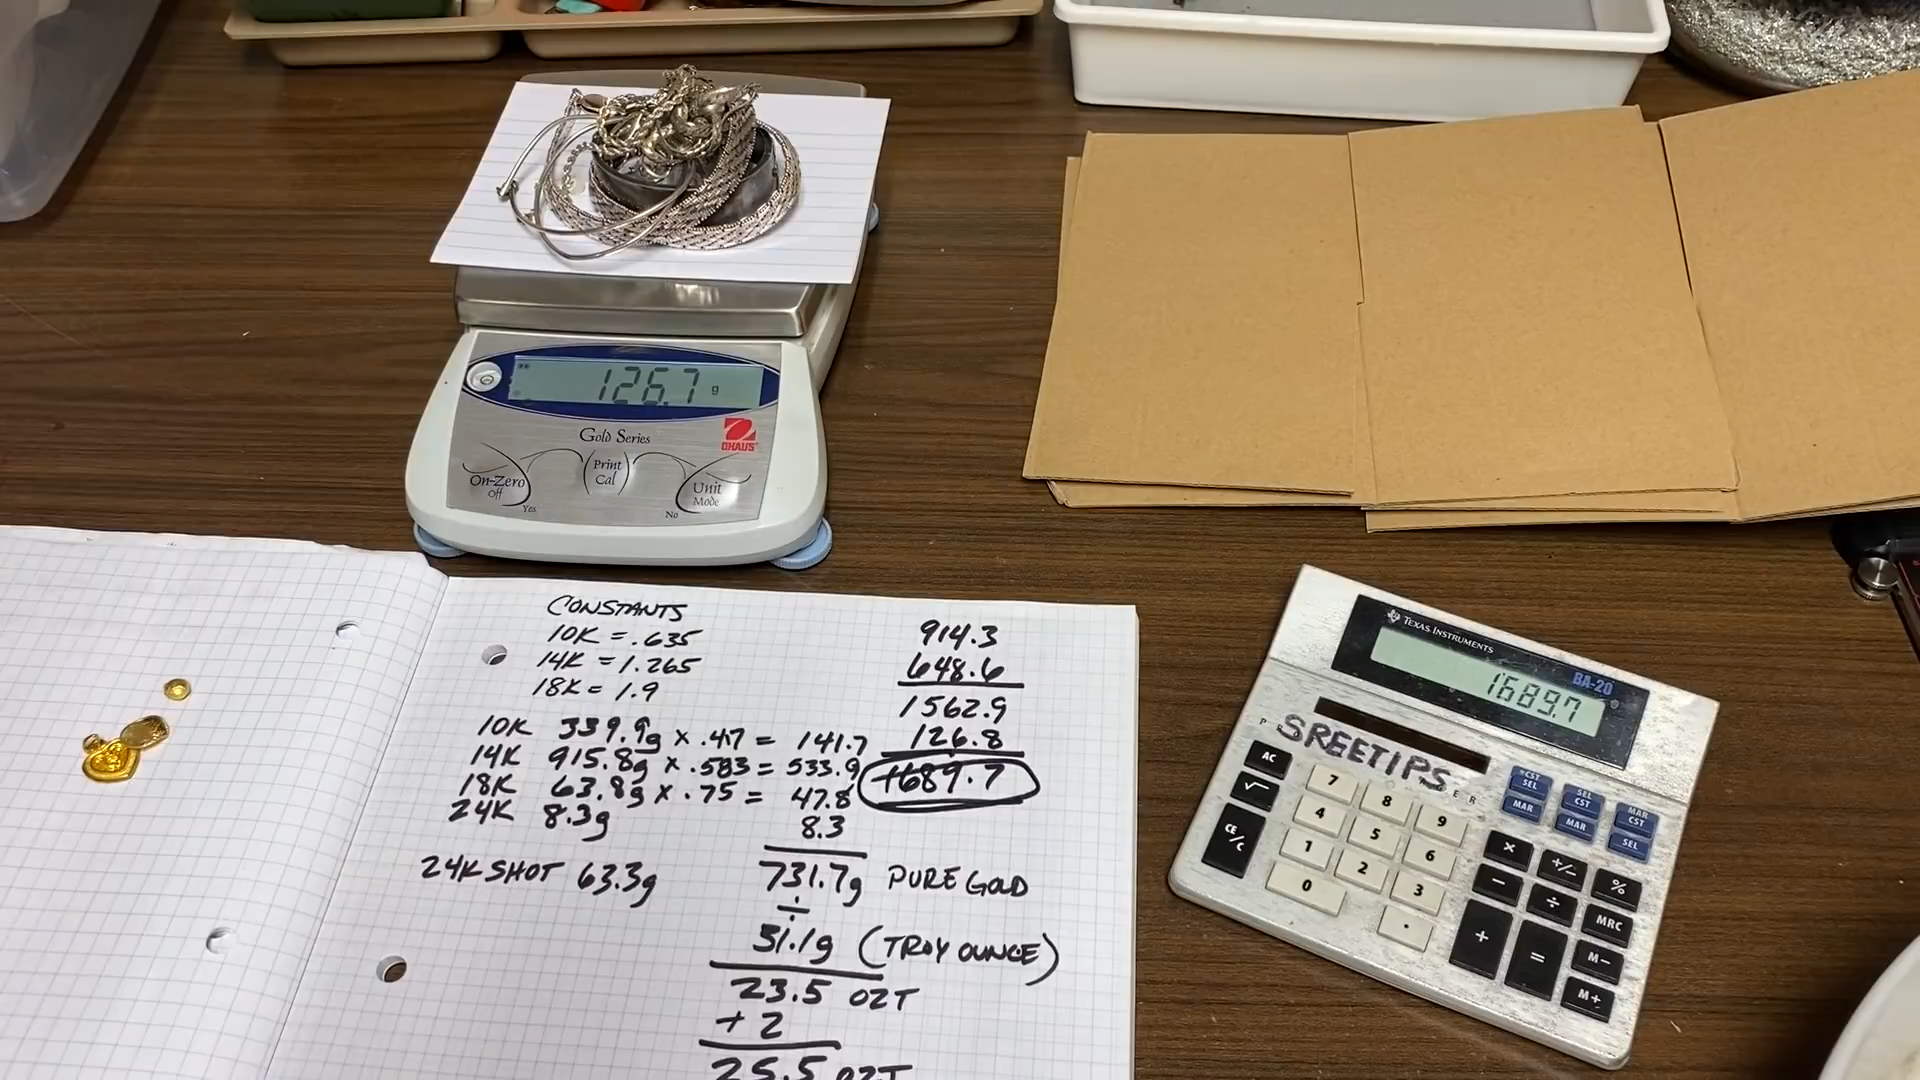 126.7 g
Gold Series
OHAUS
On-Zero
Off
Yes
Print
Cal
Unit
Mode
No
CONSTANTS
10K = .635
14K = 1.265
18K = 1.9
10K 339.9g × .417 = 141.7
14K 915.8g × .583 = 533.9
18K 63.8g × .75 = 47.8
24K 8.3g 8.3
731.7g PURE GOLD
÷
31.1g (TROY OUNCE)
23.5 OZT
+ 2
25.5 OZT
24K SHOT 63.3g
914.3
648.6
1562.9
126.8
1689.7
TEXAS INSTRUMENTS
BA-20
1689.7
SREETIPS
AC 7 8 9 *CST SEL SEL CST MAR CST
√ 4 5 6 MAR MAR SEL
CE/C 1 2 3 × +/- %
0 . - ÷ MRC
+ = M-
M+